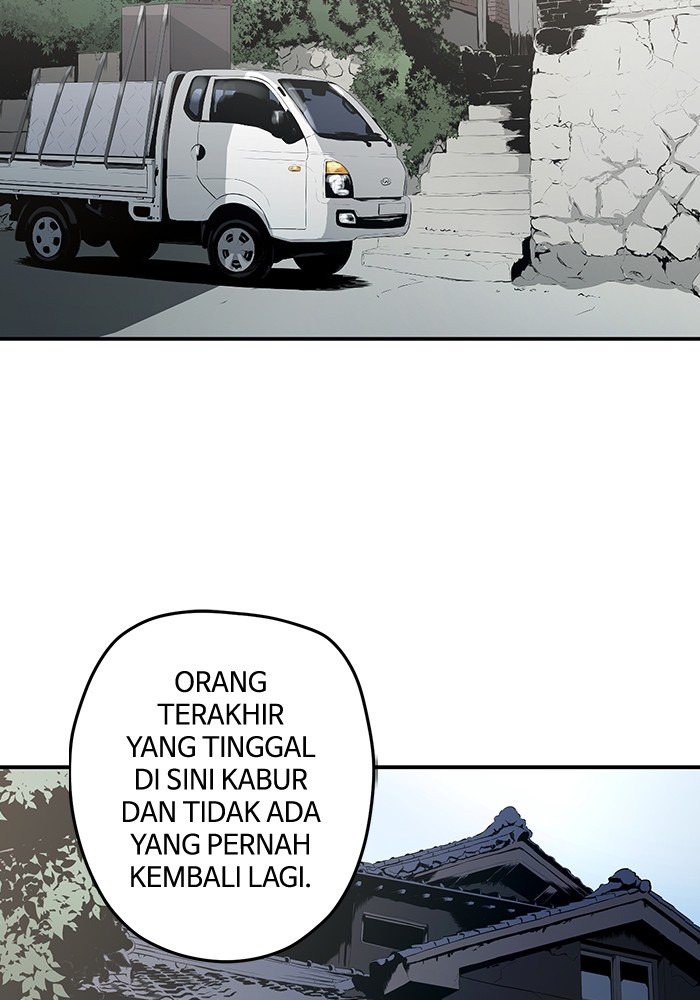 ORANG
TERAKHIR
YANG TINGGAL
DI SINI KABUR
DAN TIDAK ADA
YANG PERNAH
KEMBALI LAGI.